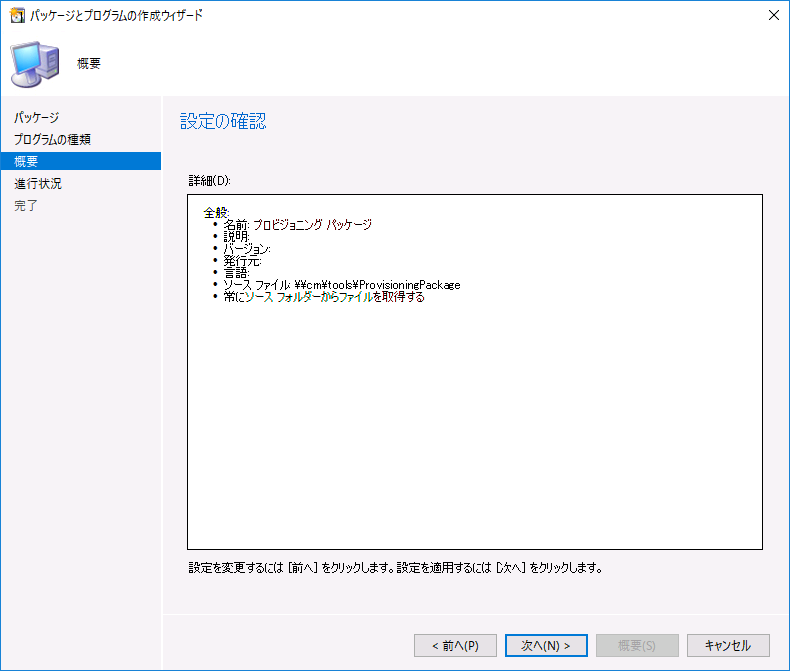 パッケージとプログラムの作成ウィザード
概要
パッケージ
プログラムの種類
概要
進行状況
完了
設定の確認
詳細(D):
全般:
• 名前: プロビジョニング パッケージ
• 説明:
• バージョン:
• 発行元:
• 言語:
• ソース ファイル: ¥¥cm¥tools¥ProvisioningPackage
• 常にソース フォルダーからファイルを取得する
設定を変更するには [前へ] をクリックします。設定を適用するには [次へ] をクリックします。
< 前へ(P)
次へ(N) >
概要(S)
キャンセル